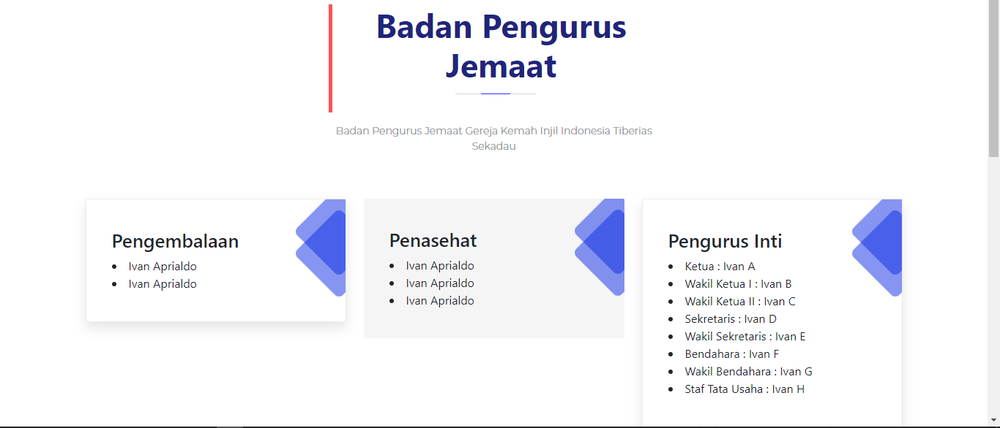 Badan Pengurus
Jemaat
Badan Pengurus Jemaat Gereja Kemah Injil Indonesia Tiberias
Sekadau
Pengembalaan
Ivan Aprialdo
Ivan Aprialdo
Penasehat
Ivan Aprialdo
Ivan Aprialdo
Ivan Aprialdo
Pengurus Inti
Ketua : Ivan A
Wakil Ketua I : Ivan B
Wakil Ketua II : Ivan C
Sekretaris : Ivan D
Wakil Sekretaris : Ivan E
Bendahara : Ivan F
Wakil Bendahara : Ivan G
Staf Tata Usaha : Ivan H